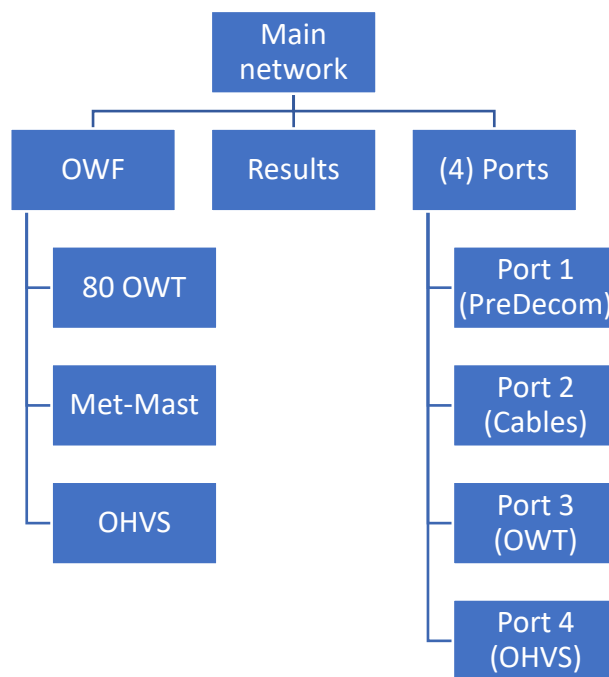 Main
network
OWF
Results
(4) Ports
80 OWT
Met-Mast
OHVS
Port 1
(PreDecom)
Port 2
(Cables)
Port 3
(OWT)
Port 4
(OHVS)